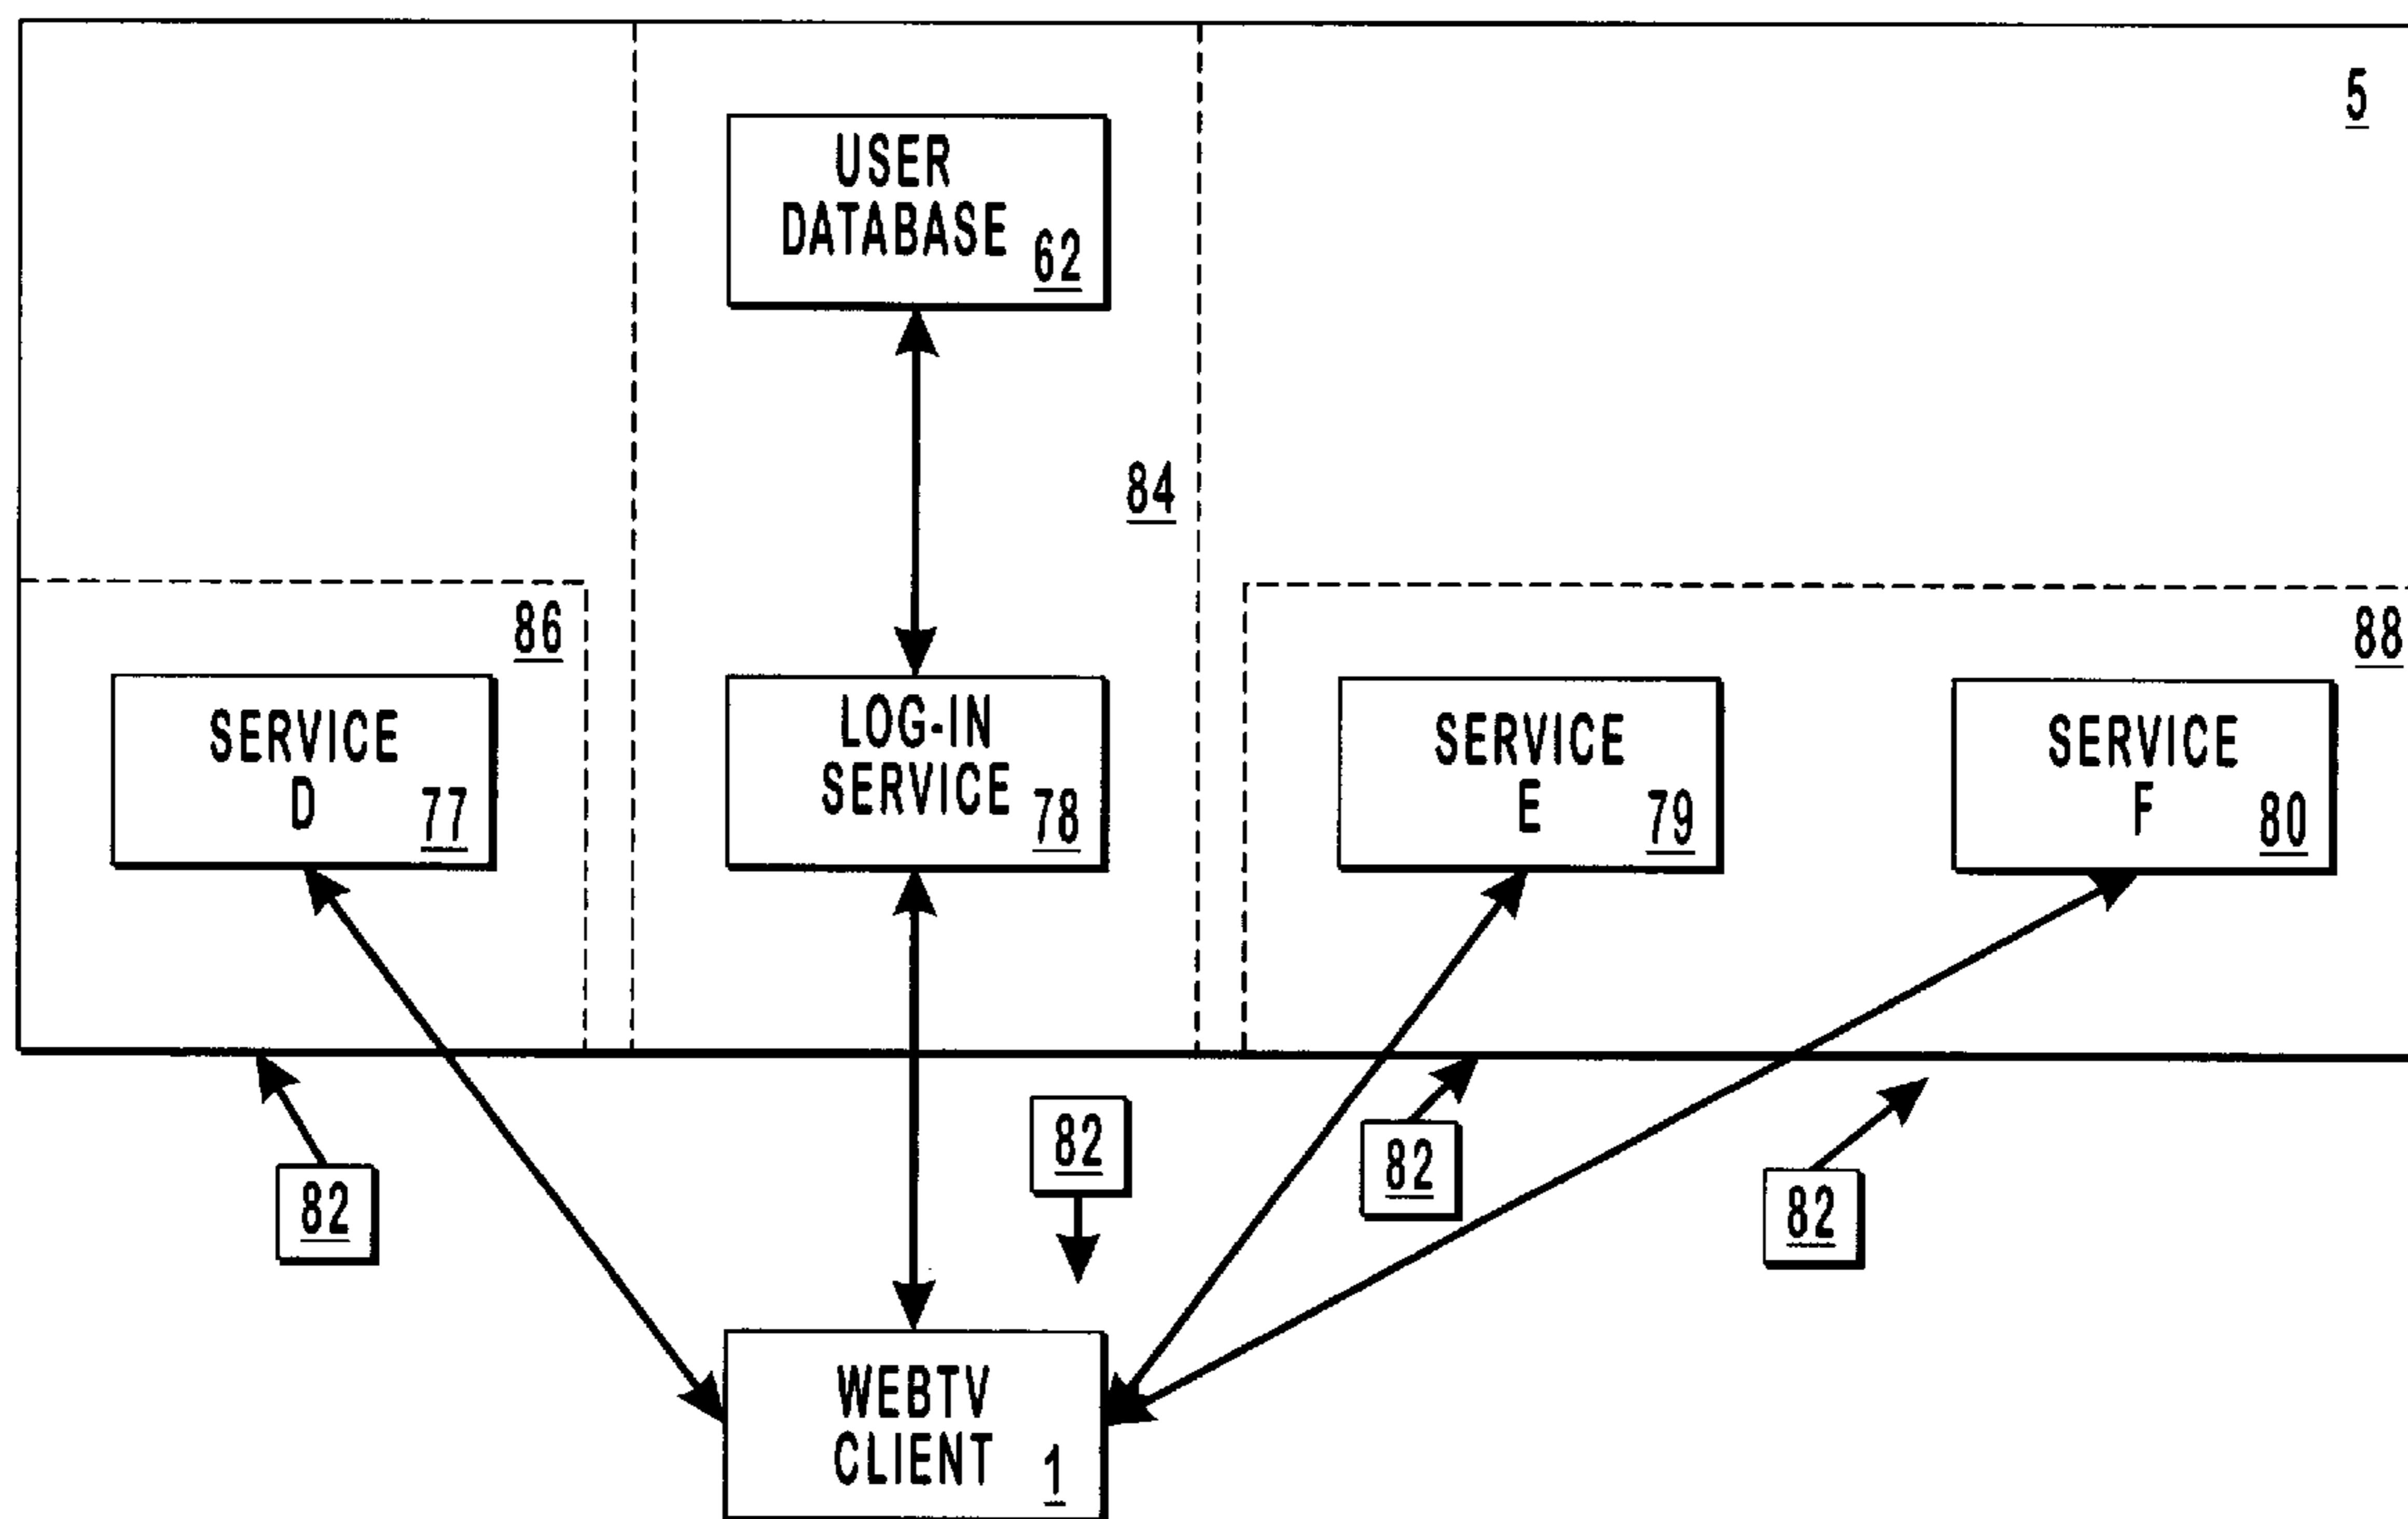 5
USER
DATABASE 62
84
86
88
SERVICE
D 77
LOG-IN
SERVICE 78
SERVICE
E 79
SERVICE
F 80
82
82
82
82
WEBTV
CLIENT 1